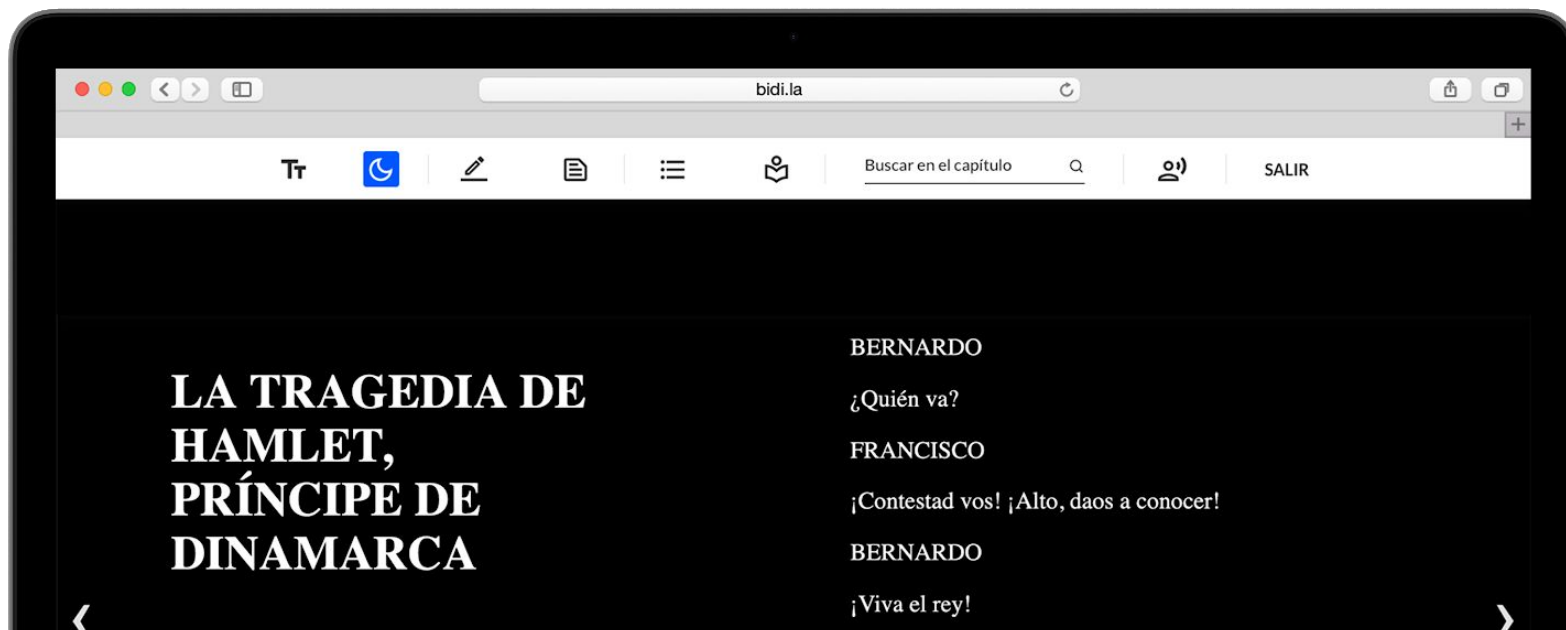 bidi.la
Buscar en el capítulo
SALIR
LA TRAGEDIA DE
HAMLET,
PRÍNCIPE DE
DINAMARCA
BERNARDO
¿Quién va?
FRANCISCO
¡Contestad vos! ¡Alto, daos a conocer!
BERNARDO
¡Viva el rey!